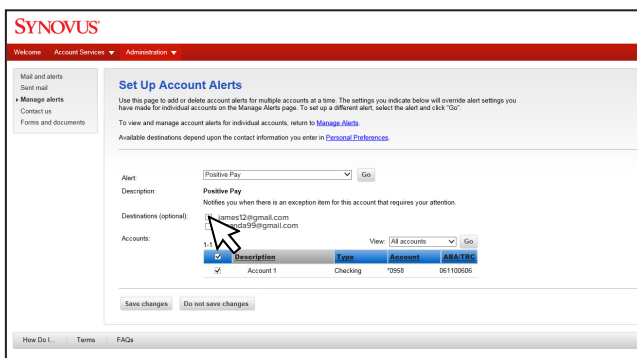 SYNOVUS®
Welcome Account Services Administration
Mail and alerts
Sent mail
Manage alerts
Contact us
Forms and documents
Set Up Account Alerts
Use this page to add or delete account alerts for multiple accounts at a time. The settings you indicate below will override alert settings you
have made for individual accounts on the Manage Alerts page. To set up a different alert, select the alert and click "Go".
To view and manage account alerts for individual accounts, return to Manage Alerts.
Available destinations depend upon the contact information you enter in Personal Preferences.
Alert: Positive Pay Go
Description: Positive Pay
Notifies you when there is an exception item for this account that requires your attention.
Destinations (optional): james12@gmail.com
anda99@gmail.com
Accounts: 1-1 View: All accounts Go
Description Type Account ABA/TRC
Account 1 Checking *0958 061100606
Save changes Do not save changes
How Do I... Terms FAQs